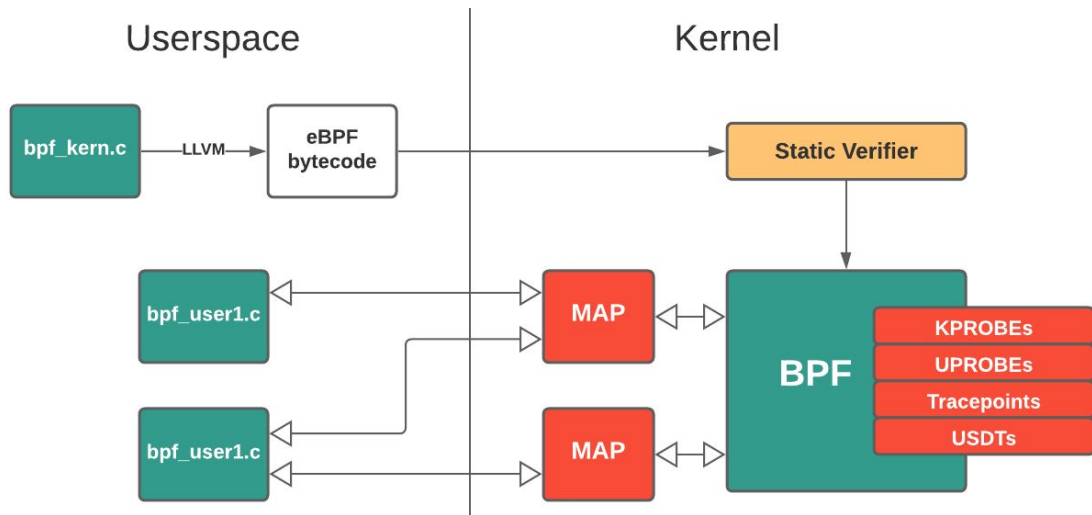 Userspace
Kernel
bpf_kern.c
LLVM
eBPF
bytecode
Static Verifier
bpf_user1.c
MAP
BPF
KPROBEs
UPROBEs
Tracepoints
USDTs
bpf_user1.c
MAP